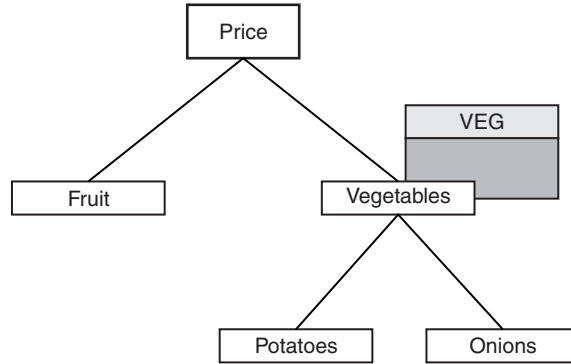 Price
VEG
Fruit
Vegetables
Potatoes
Onions